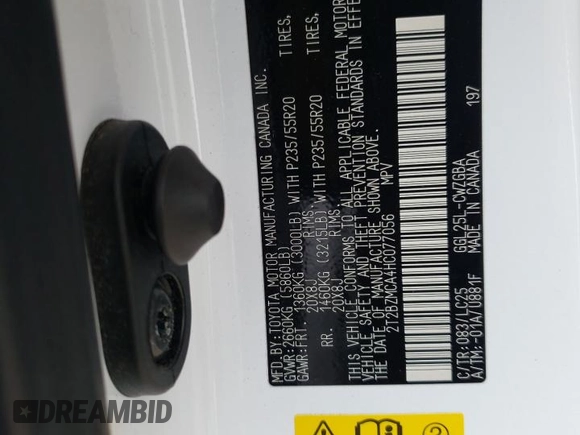 MFD.BY:TOYOTA MOTOR MANUFACTURING CANADA INC.
GVWR:2660KG (5860LB)
GAWR:FRT. 1360KG (3000LB) WITH P235/55R20 TIRES,
20X8J RIMS
RR. 1460KG (3215LB) WITH P235/55R20 TIRES,
20X8J RIMS.
THIS VEHICLE CONFORMS TO ALL APPLICABLE FEDERAL MOTOR
VEHICLE SAFETY AND THEFT PREVENTION STANDARDS IN EFFE
THE DATE OF MANUFACTURE SHOWN ABOVE.
2T2BZMCA4HC077056 MPV
C/TR:083/LC25 GGL25L-CWZGBA
A/TM:-01A/U881F MADE IN CANADA 197
DREAMBID